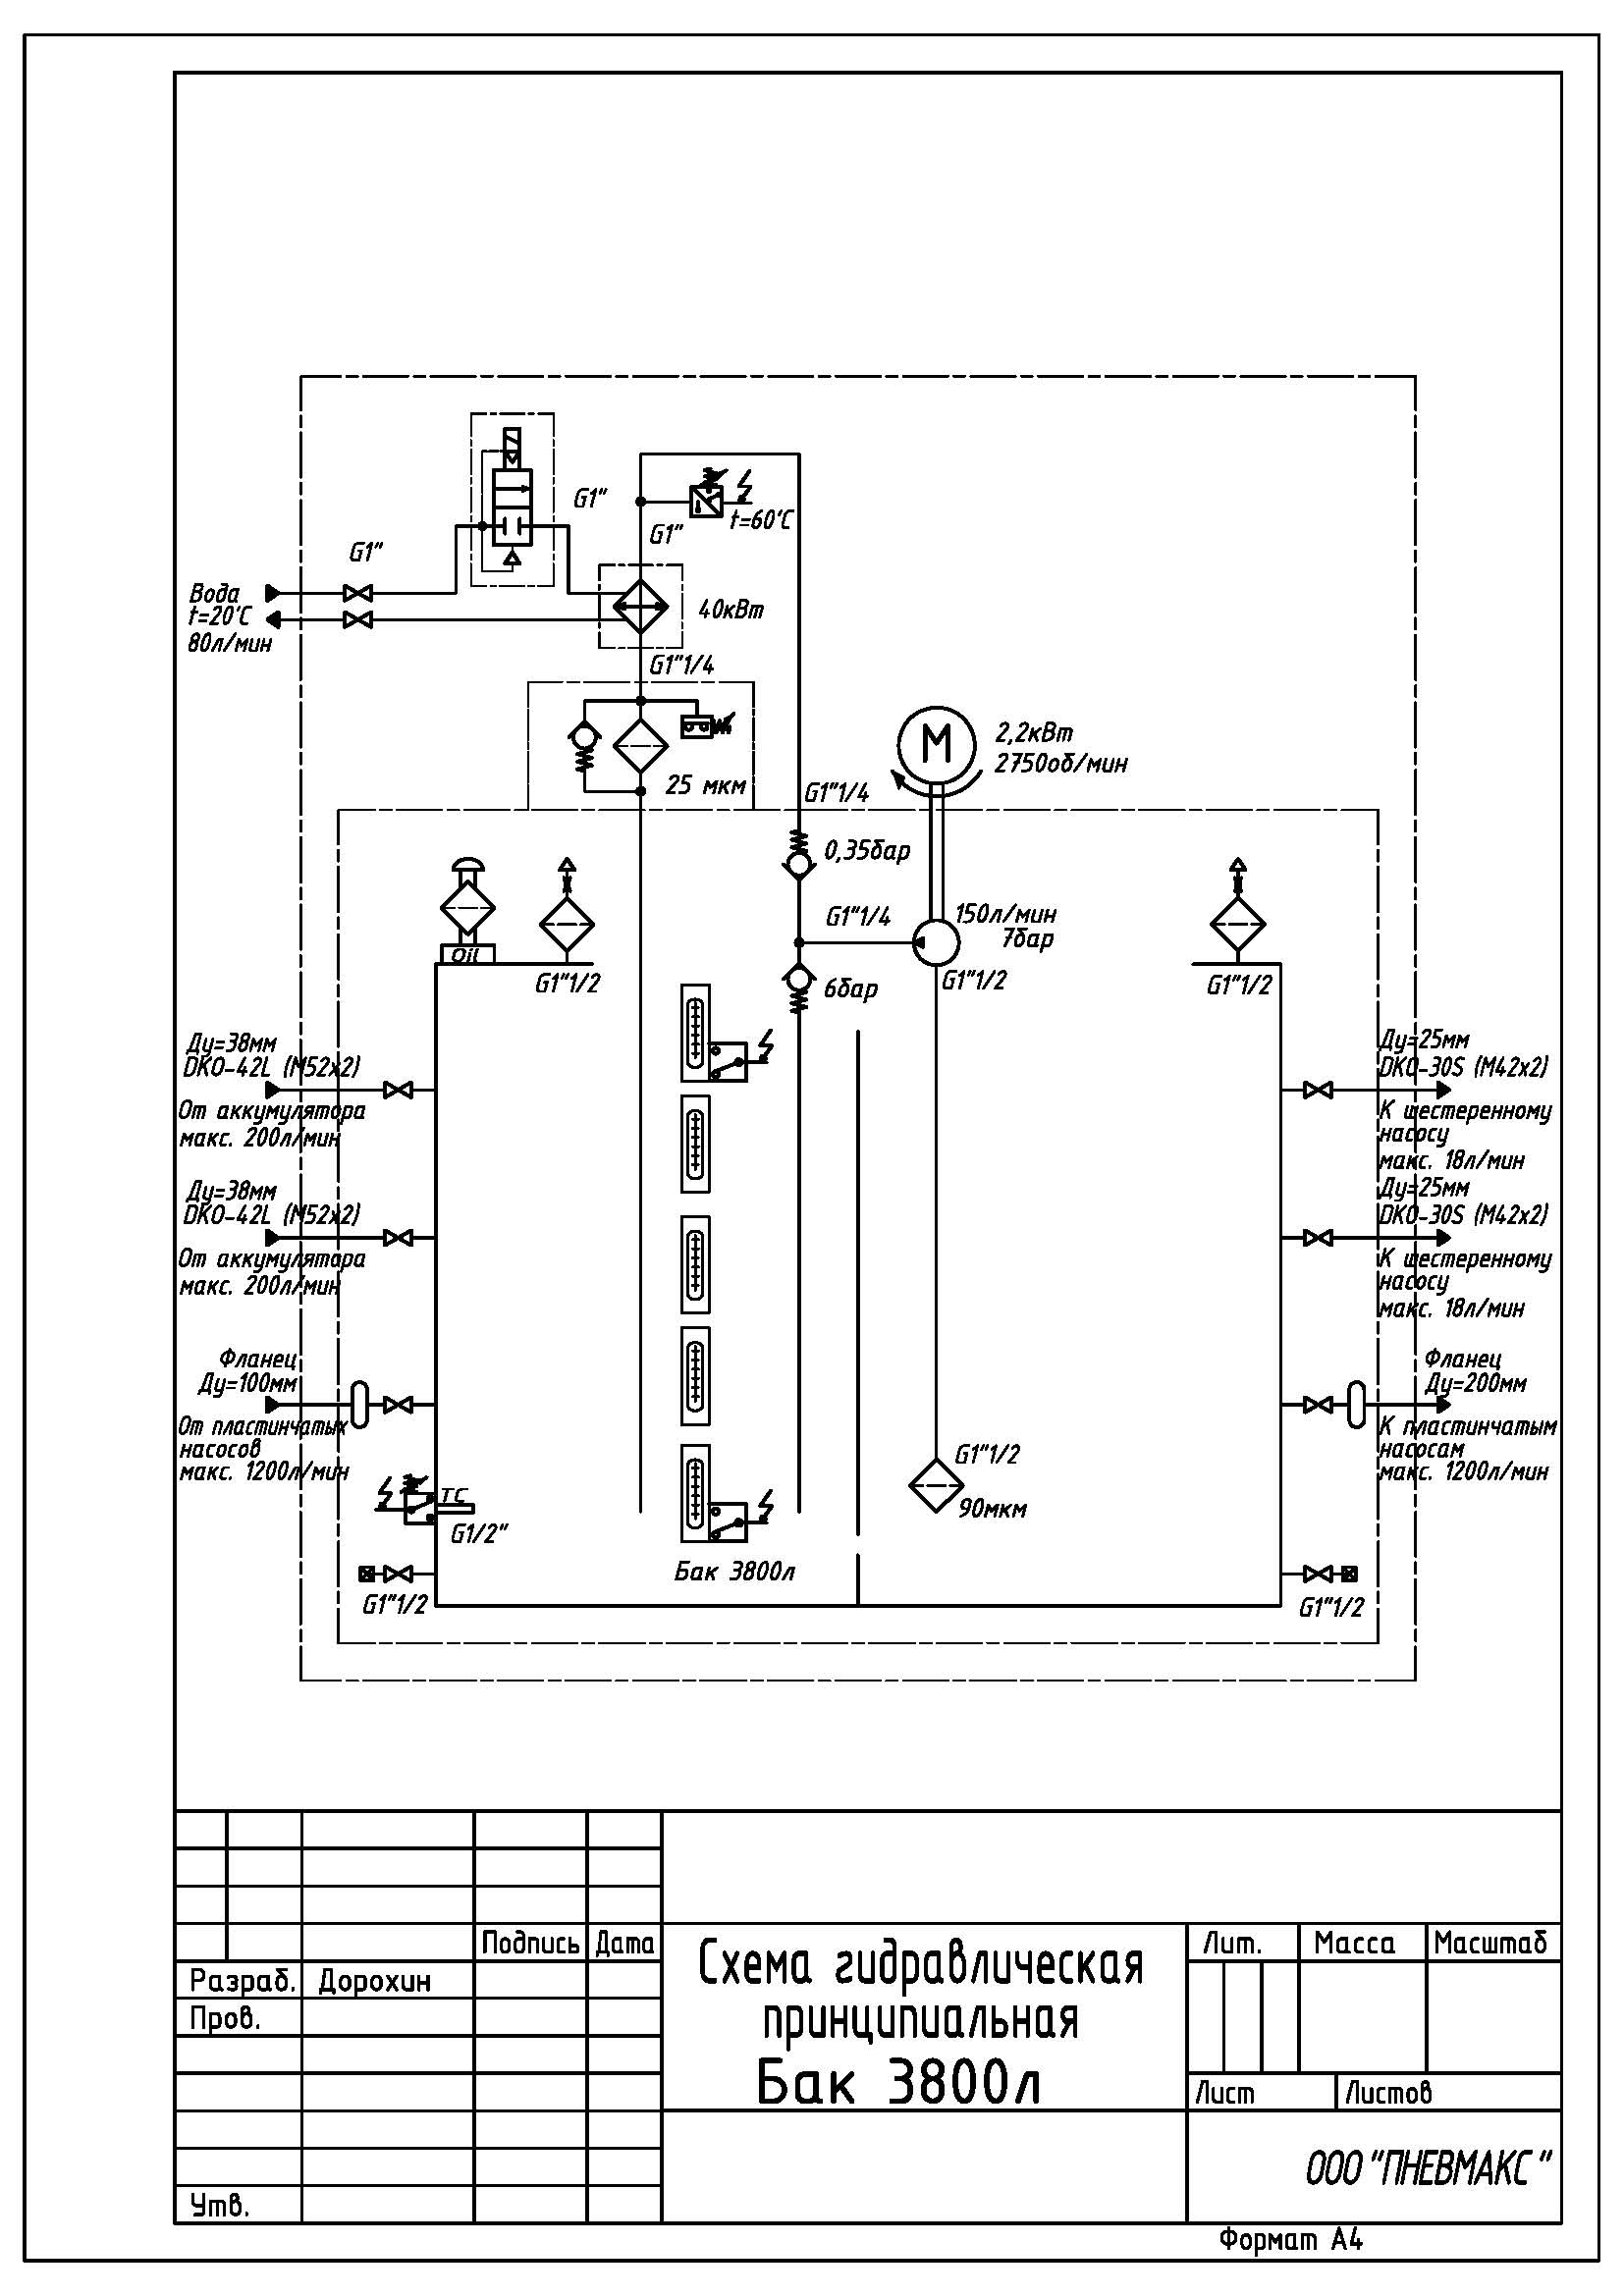 G1"
G1"
Вода
t=20'C
80л/мин
G1"
t=60'C
40кВт
G1"1/4
25 мкм
M
2,2кВт
2750об/мин
G1"1/4
0,35бар
G1"1/4
150л/мин
7бар
G1"1/2
6бар
Oil
G1"1/2
G1"1/2
Ду=38мм
DKO-42L (M52x2)
От аккумулятора
макс. 200л/мин
Ду=38мм
DKO-42L (M52x2)
От аккумулятора
макс. 200л/мин
Фланец
Ду=100мм
От пластинчатых
насосов
макс. 1200л/мин
TC
G1/2"
G1"1/2
Бак 3800л
G1"1/2
90мкм
Ду=25мм
DKO-30S (M42x2)
К шестеренному
насосу
макс. 18л/мин
Ду=25мм
DKO-30S (M42x2)
К шестеренному
насосу
макс. 18л/мин
Фланец
Ду=200мм
К пластинчатым
насосам
макс. 1200л/мин
G1"1/2
Подпись Дата
Разраб. Дорохин
Пров.
Утв.
Схема гидравлическая
принципиальная
Бак 3800л
Лит. Масса Масштаб
Лист Листов
ООО "ПНЕВМАКС"
Формат А4